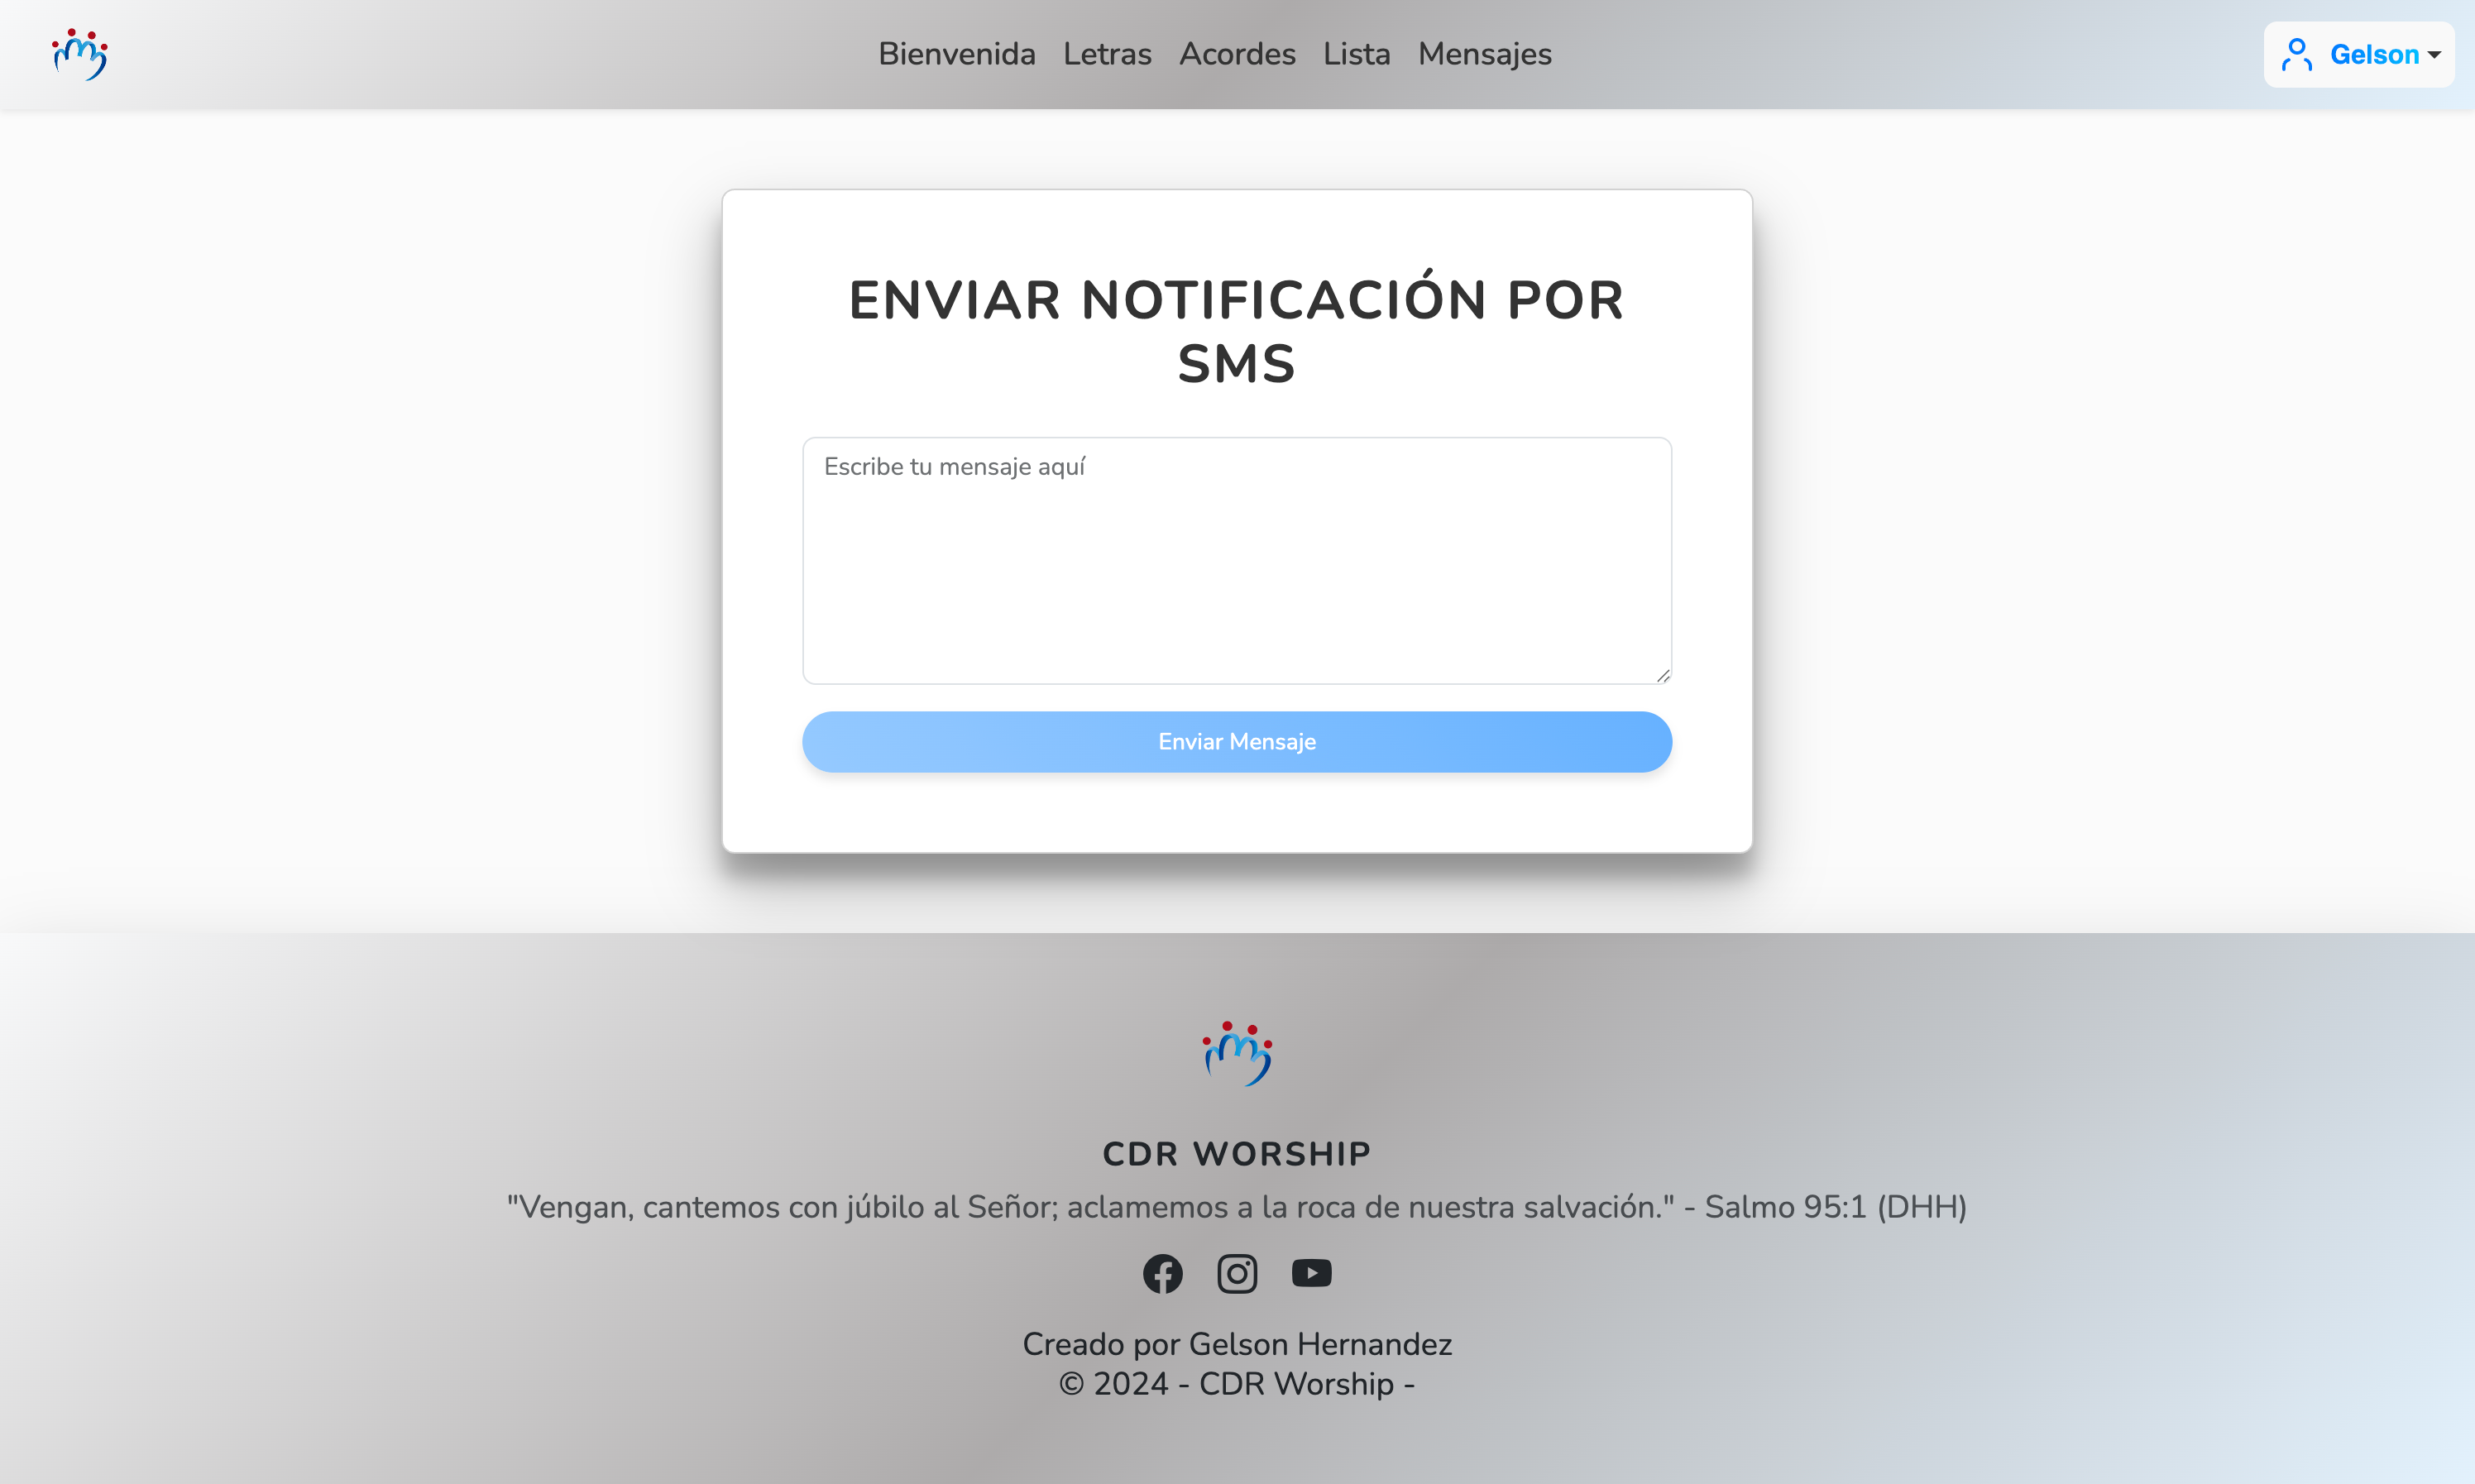 Bienvenida Letras Acordes Lista Mensajes
Gelson
ENVIAR NOTIFICACIÓN POR
SMS
Escribe tu mensaje aquí
Enviar Mensaje
CDR WORSHIP
"Vengan, cantemos con júbilo al Señor; aclamemos a la roca de nuestra salvación." - Salmo 95:1 (DHH)
Creado por Gelson Hernandez
© 2024 - CDR Worship -